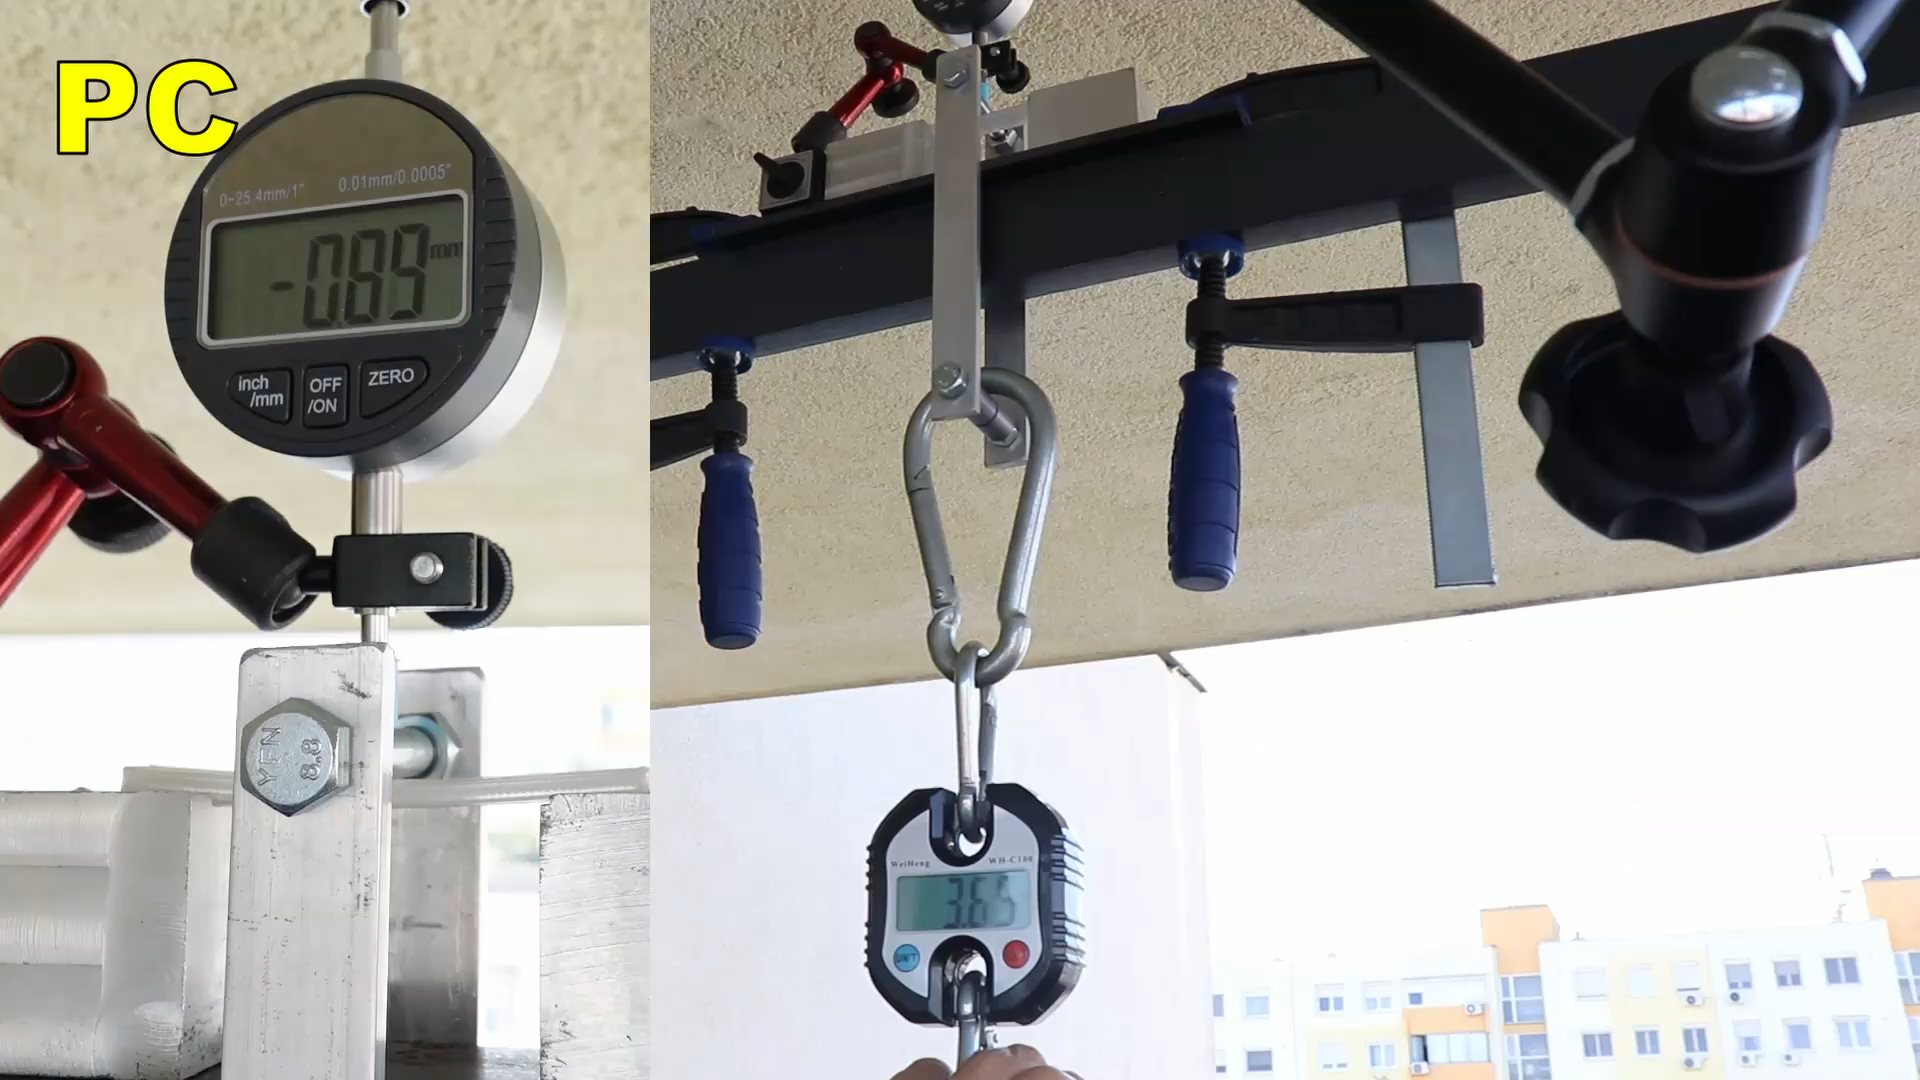 PC
0~25.4mm/1" 0.01mm/0.0005"
-0.89 mm
inch/mm OFF/ON ZERO
YFN 8.8
WeiHeng WH-C100
3.65
UNIT